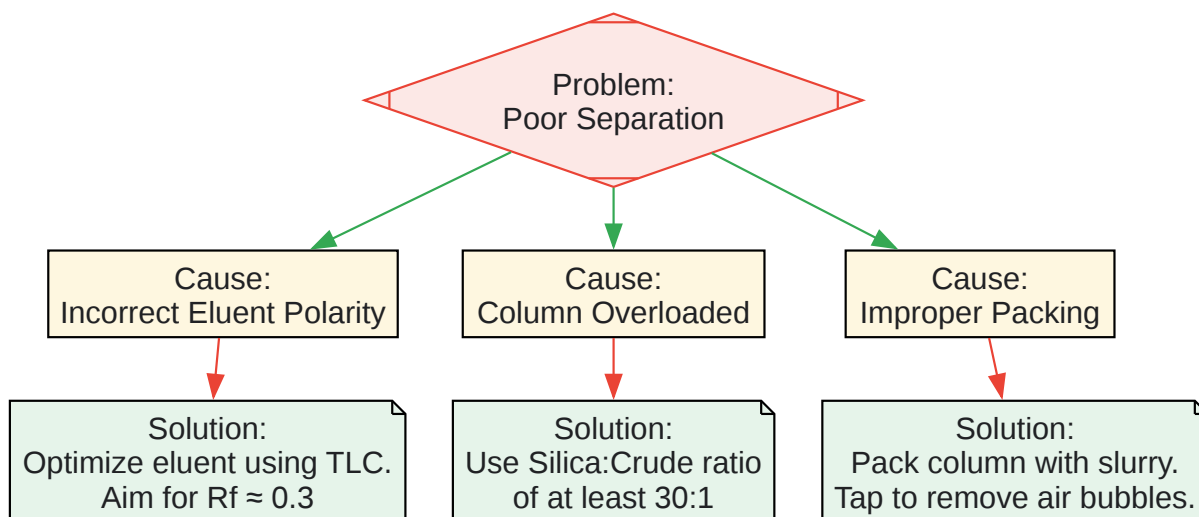 Problem:
Poor Separation
Cause:
Incorrect Eluent Polarity
Cause:
Column Overloaded
Cause:
Improper Packing
Solution:
Optimize eluent using TLC.
Aim for Rf ≈ 0.3
Solution:
Use Silica:Crude ratio
of at least 30:1
Solution:
Pack column with slurry.
Tap to remove air bubbles.